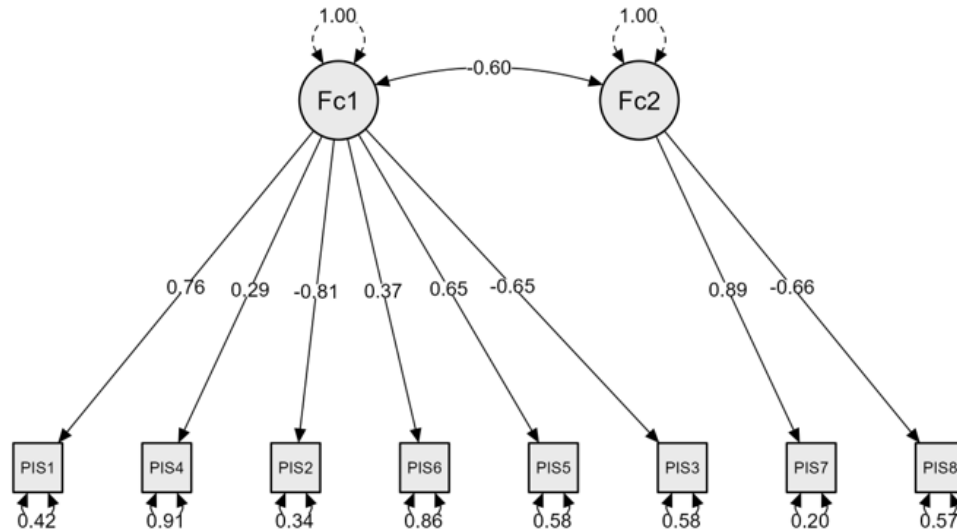 1.00 1.00
-0.60
Fc1 Fc2
0.76 0.29 -0.81 0.37 0.65 -0.65 0.89 -0.66
PIS1 PIS4 PIS2 PIS6 PIS5 PIS3 PIS7 PIS8
0.42 0.91 0.34 0.86 0.58 0.58 0.20 0.57